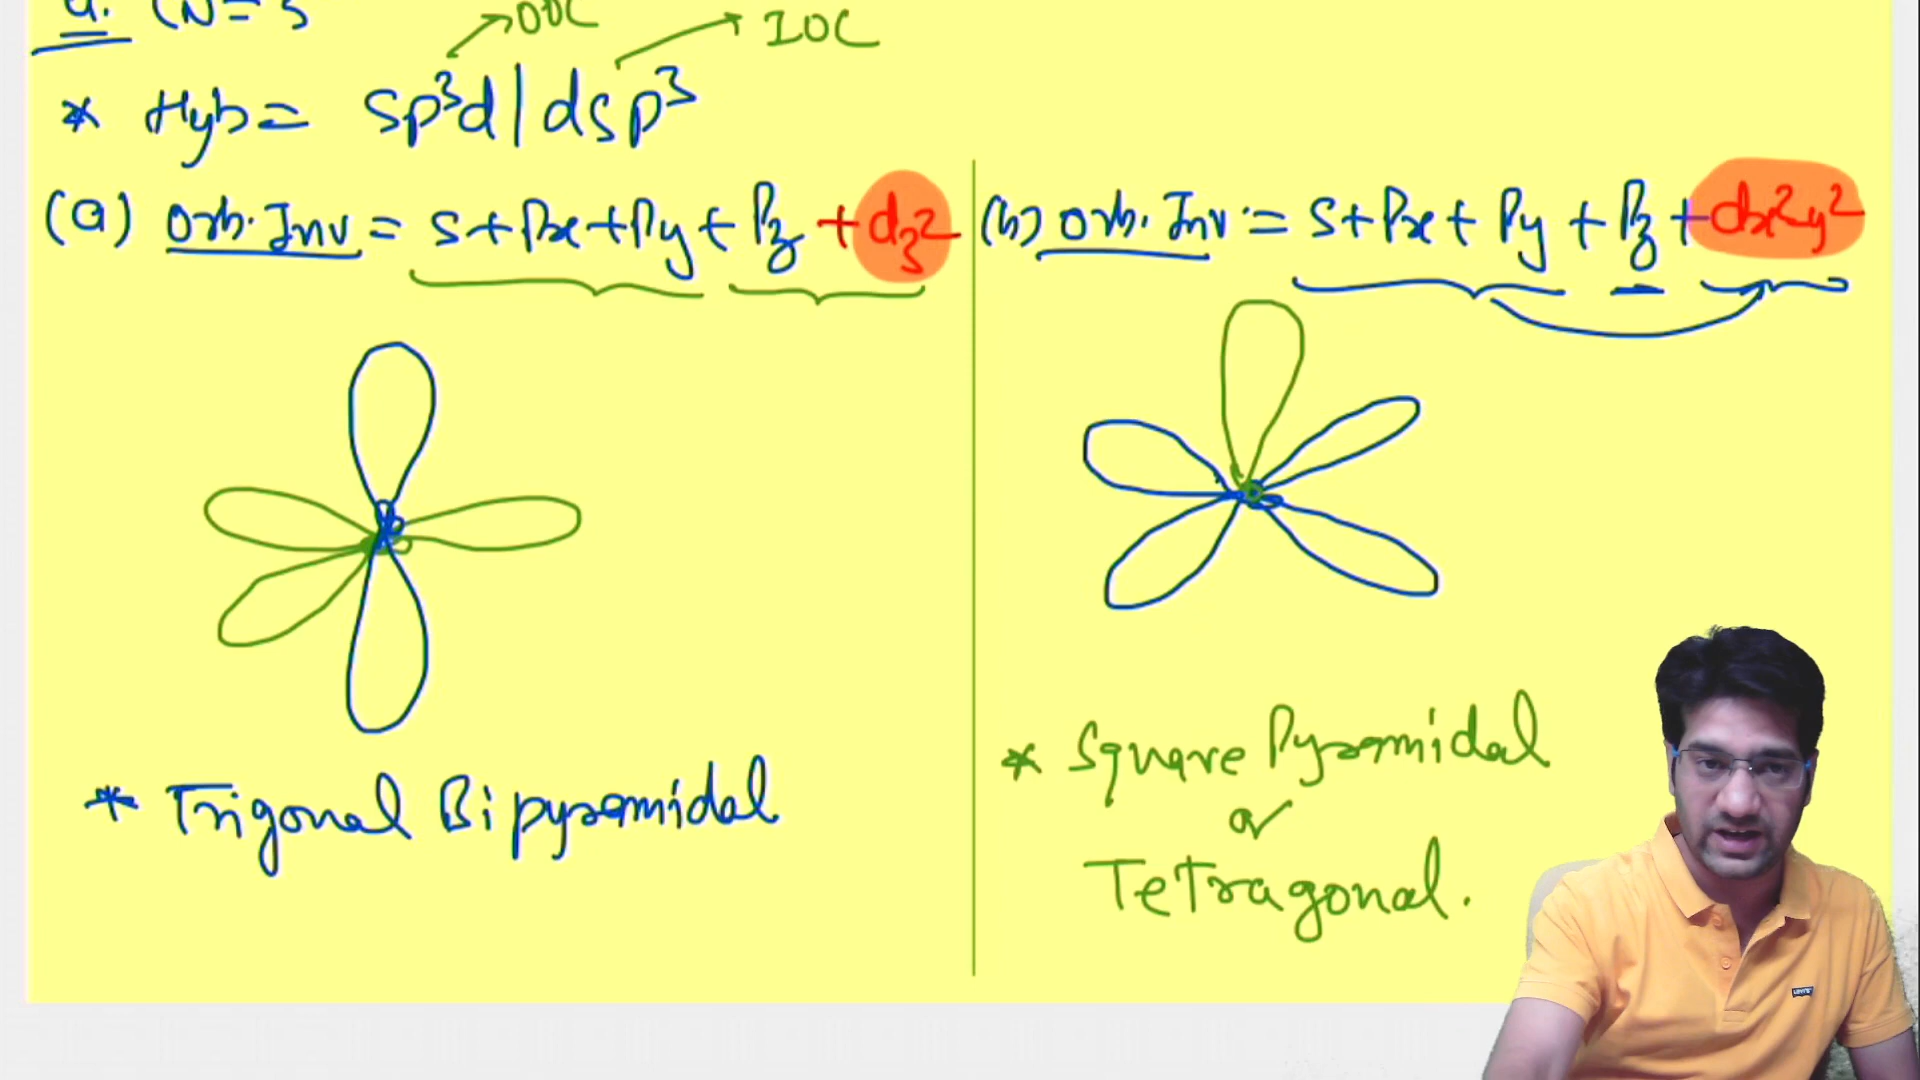 Q. CN= 5
→OOC → IOC
* Hyb= sp³d|dsp³
(a) Orb. Inv = s+Px+Py+Pz+dz²
(b) Orb. Inv.= s+Px+Py+Pz+dx²y²
* Trigonal Bipyramidal
* Square Pyramidal
or
Tetragonal.
Levi's